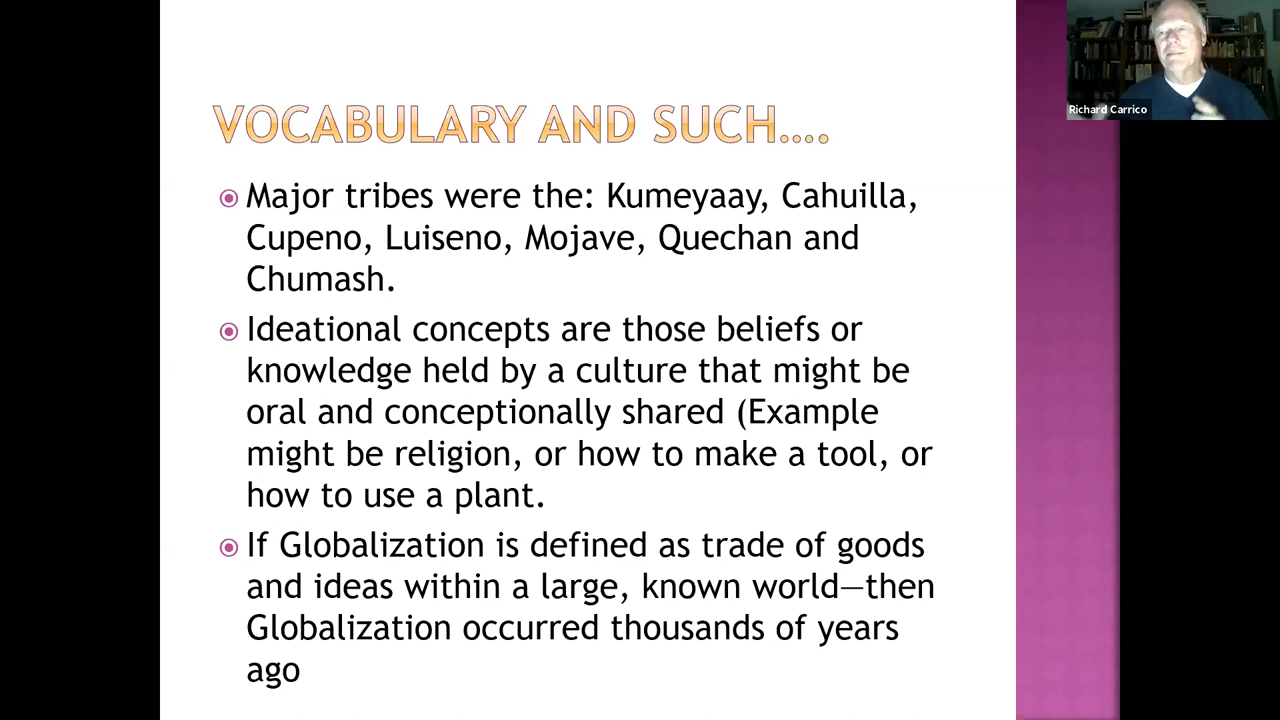 VOCABULARY AND SUCH....
Major tribes were the: Kumeyaay, Cahuilla,
Cupeno, Luiseno, Mojave, Quechan and
Chumash.
Ideational concepts are those beliefs or
knowledge held by a culture that might be
oral and conceptionally shared (Example
might be religion, or how to make a tool, or
how to use a plant.
If Globalization is defined as trade of goods
and ideas within a large, known world—then
Globalization occurred thousands of years
ago
Richard Carrico